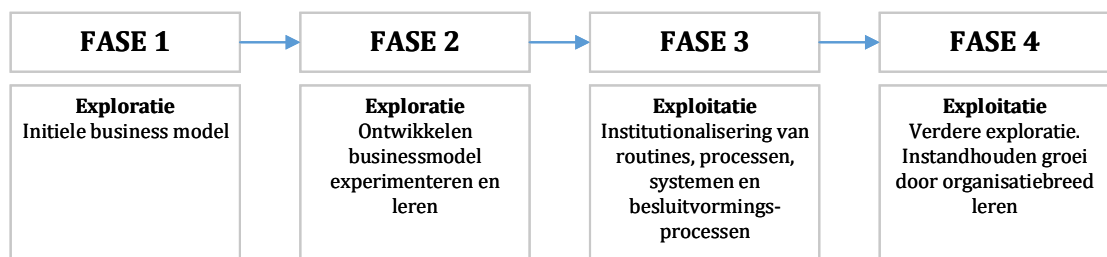 FASE 1
FASE 2
FASE 3
FASE 4
Exploratie
Initiele business model
Exploratie
Ontwikkelen
businessmodel
experimenteren en
leren
Exploitatie
Institutionalisering van
routines, processen,
systemen en
besluitvormings-
processen
Exploitatie
Verdere exploratie.
Instandhouden groei
door organisatiebreed
leren